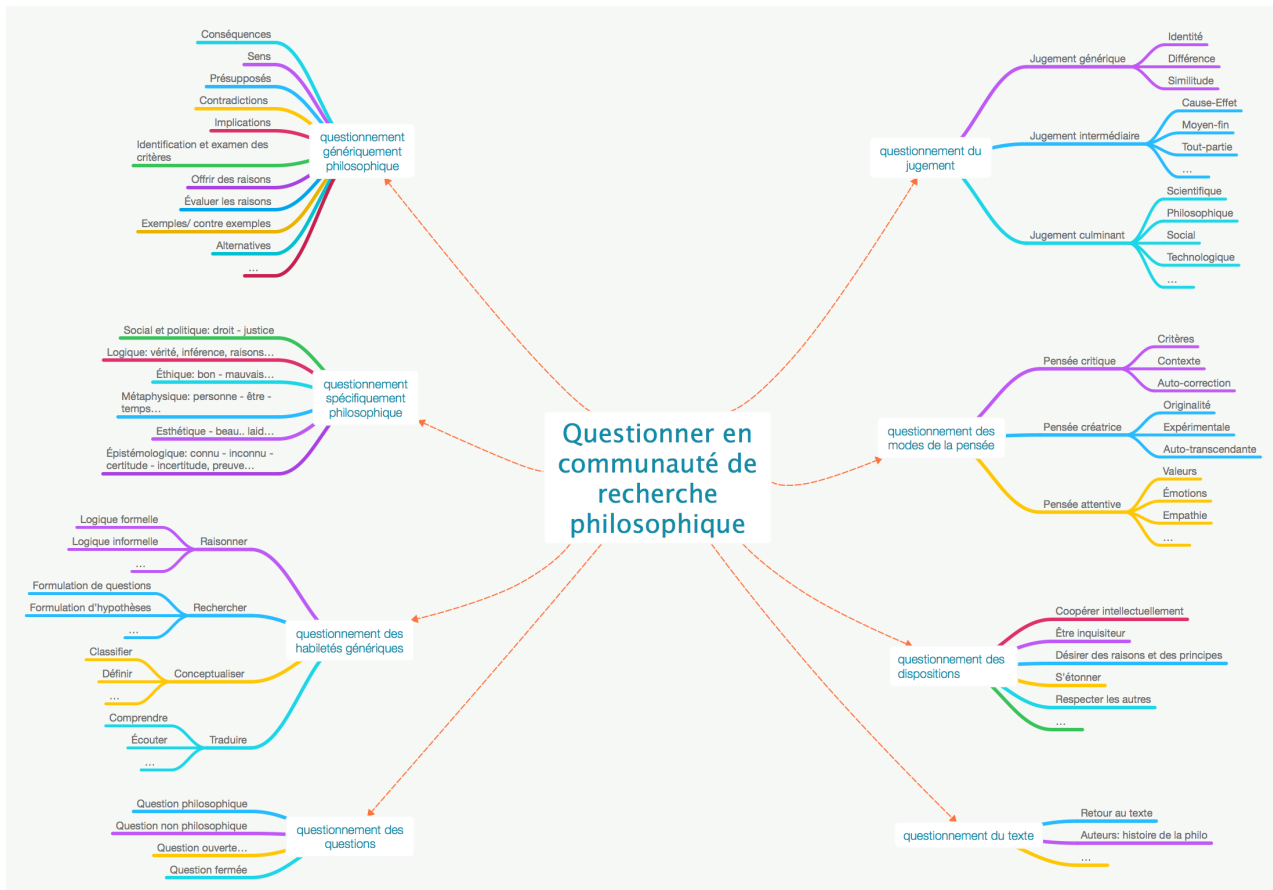 Questionner en
communauté de
recherche
philosophique
questionnement
génériquement
philosophique
Conséquences
Sens
Présupposés
Contradictions
Implications
Identification et examen des
critères
Offrir des raisons
Évaluer les raisons
Exemples/ contre exemples
Alternatives
...
questionnement
spécifiquement
philosophique
Social et politique: droit - justice
Logique: vérité, inférence, raisons...
Éthique: bon - mauvais...
Métaphysique: personne - être -
temps...
Esthétique - beau.. laid...
Épistémologique: connu - inconnu -
certitude - incertitude, preuve...
questionnement des
habiletés génériques
Raisonner
Logique formelle
Logique informelle
...
Rechercher
Formulation de questions
Formulation d'hypothèses
...
Conceptualiser
Classifier
Définir
...
Traduire
Comprendre
Écouter
...
questionnement des
questions
Question philosophique
Question non philosophique
Question ouverte...
Question fermée
questionnement du
jugement
Jugement générique
Identité
Différence
Similitude
Jugement intermédiaire
Cause-Effet
Moyen-fin
Tout-partie
...
Jugement culminant
Scientifique
Philosophique
Social
Technologique
...
questionnement des
modes de la pensée
Pensée critique
Critères
Contexte
Auto-correction
Pensée créatrice
Originalité
Expérimentale
Auto-transcendante
Pensée attentive
Valeurs
Émotions
Empathie
...
questionnement des
dispositions
Coopérer intellectuellement
Être inquisiteur
Désirer des raisons et des principes
S'étonner
Respecter les autres
...
questionnement du texte
Retour au texte
Auteurs: histoire de la philo
...